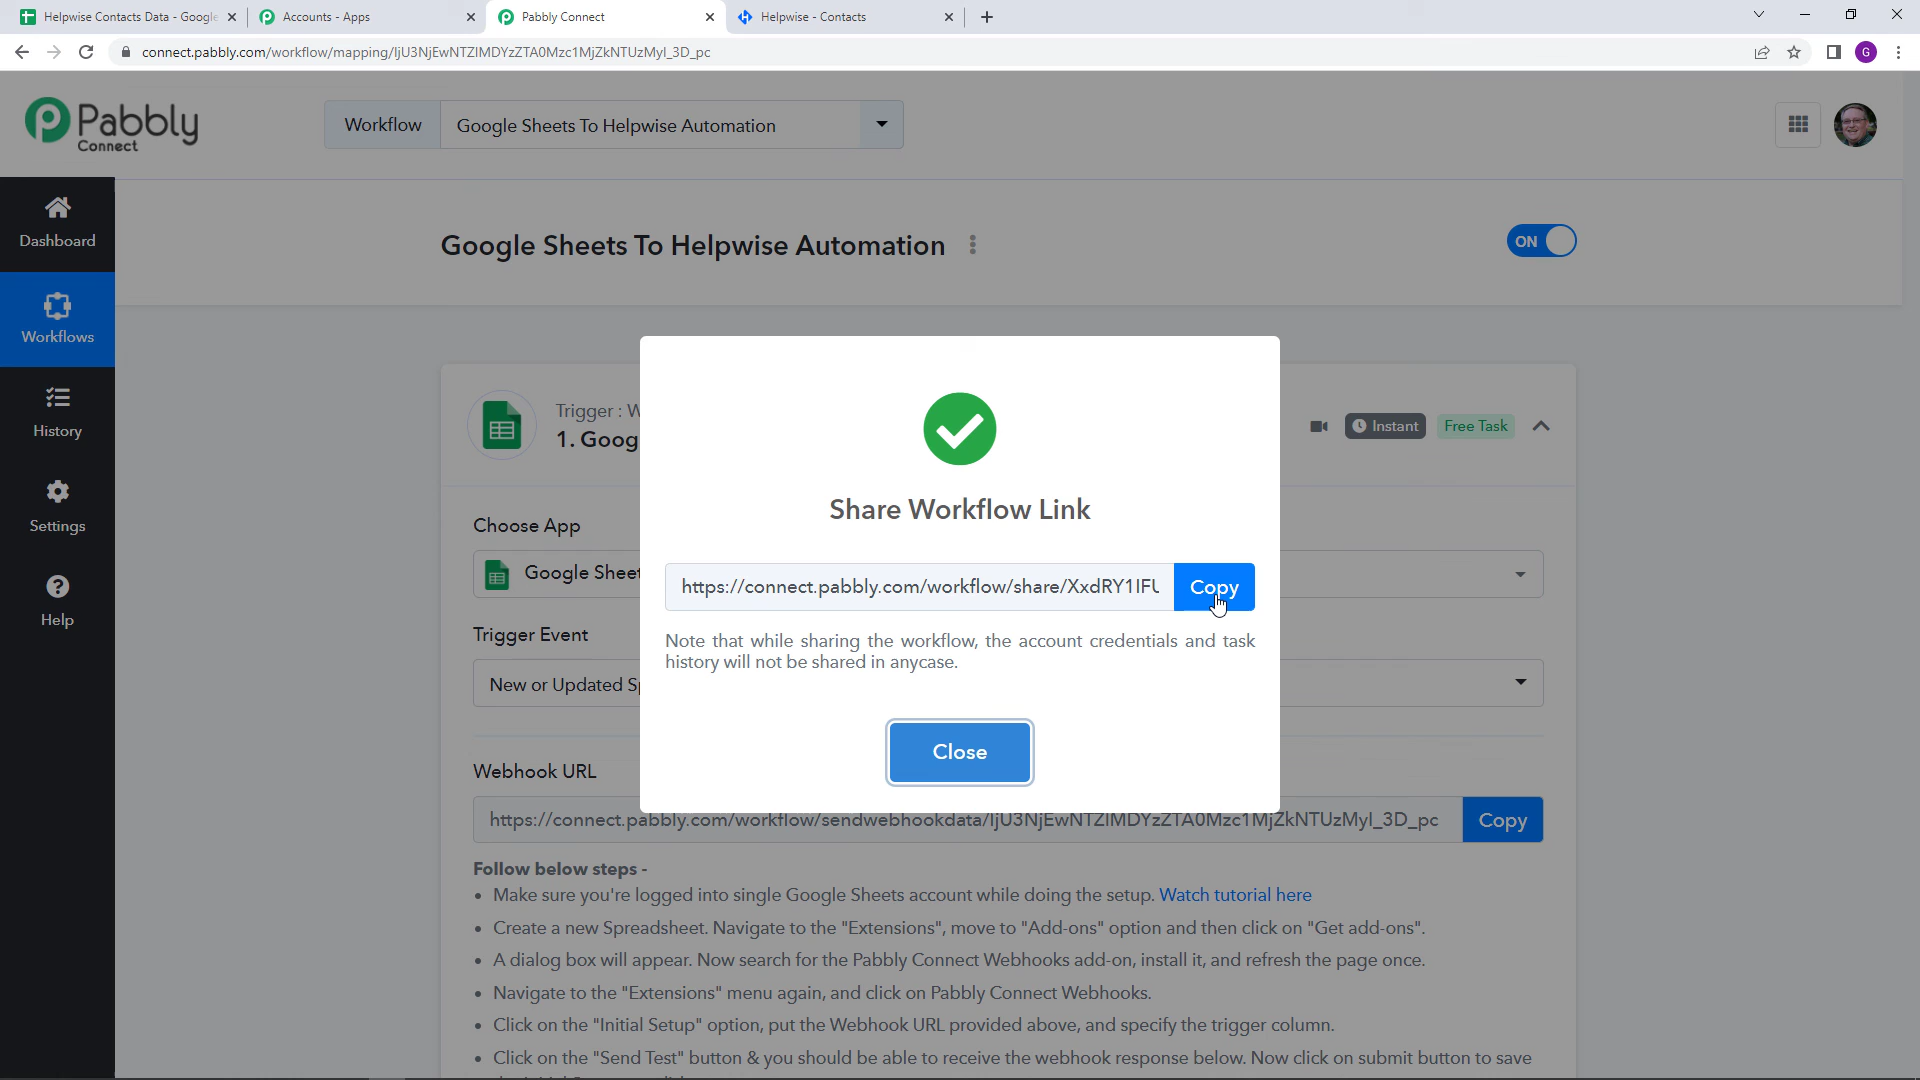 Helpwise Contacts Data - Google
Accounts - Apps
Pabbly Connect
Helpwise - Contacts
connect.pabbly.com/workflow/mapping/IjU3NjEwNTZlMDYzZTA0Mzc1MjZkNTUzMyI_3D_pc
G
Pabbly
Connect
Workflow
Google Sheets To Helpwise Automation
Dashboard
Workflows
History
Settings
Help
Google Sheets To Helpwise Automation
ON
Trigger : W
1. Goog
Instant
Free Task
Choose App
Google Sheet
Trigger Event
New or Updated Sp
Webhook URL
https://connect.pabbly.com/workflow/sendwebhookdata/IjU3NjEwNTZlMDYzZTA0Mzc1MjZkNTUzMyI_3D_pc
Copy
Follow below steps -
• Make sure you're logged into single Google Sheets account while doing the setup. Watch tutorial here
• Create a new Spreadsheet. Navigate to the "Extensions", move to "Add-ons" option and then click on "Get add-ons".
• A dialog box will appear. Now search for the Pabbly Connect Webhooks add-on, install it, and refresh the page once.
• Navigate to the "Extensions" menu again, and click on Pabbly Connect Webhooks.
• Click on the "Initial Setup" option, put the Webhook URL provided above, and specify the trigger column.
• Click on the "Send Test" button & you should be able to receive the webhook response below. Now click on submit button to save
Share Workflow Link
https://connect.pabbly.com/workflow/share/XxdRY1IFU
Copy
Note that while sharing the workflow, the account credentials and task
history will not be shared in anycase.
Close